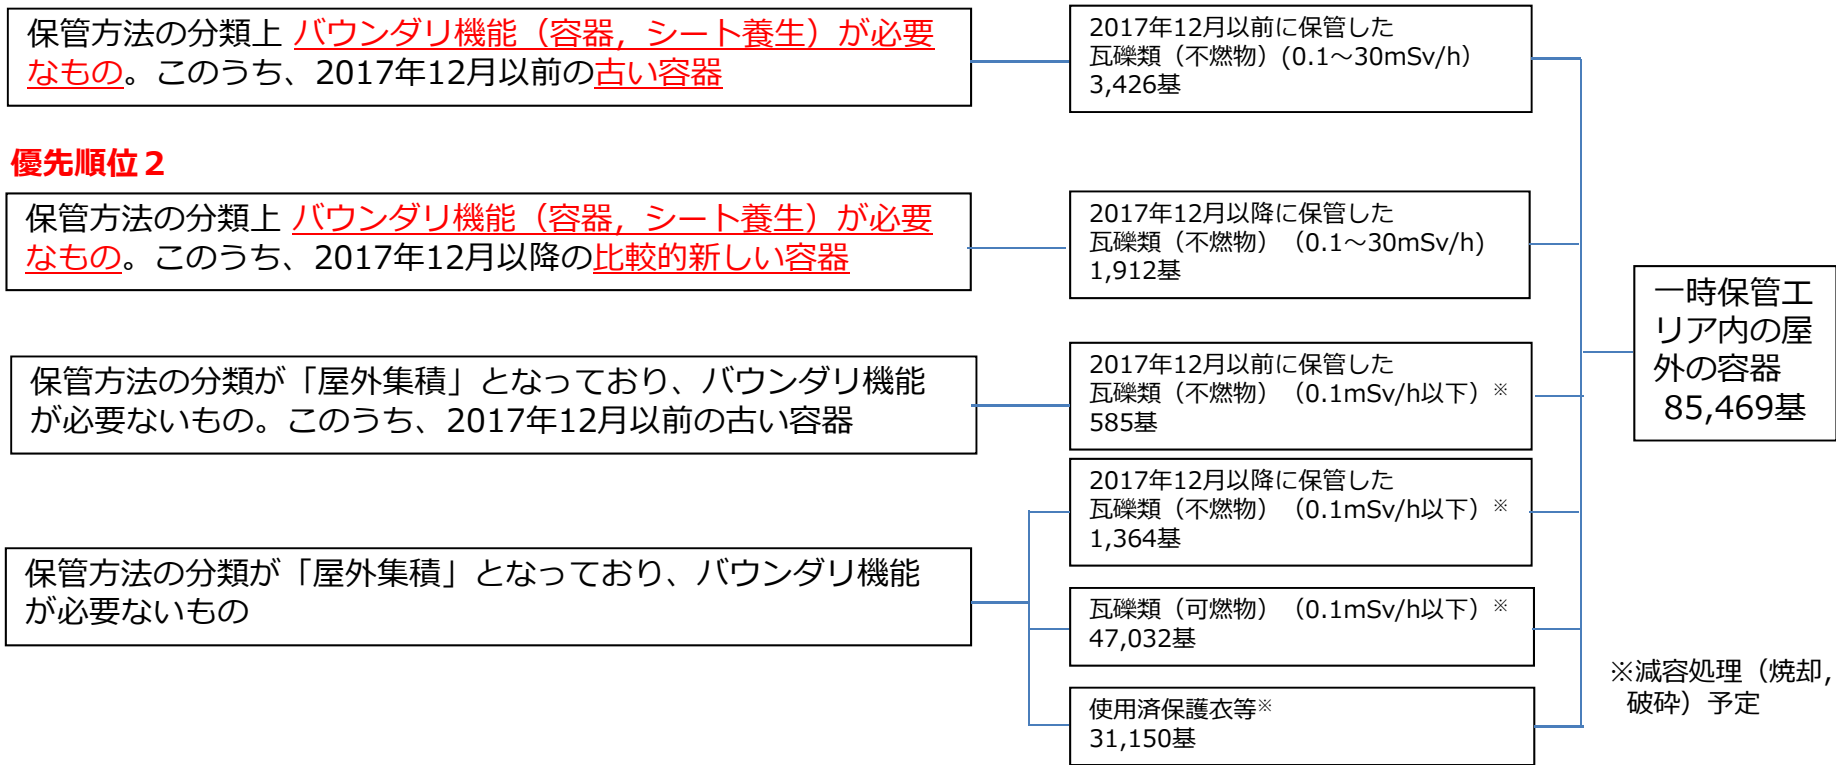 保管方法の分類上 バウンダリ機能（容器，シート養生）が必要
なもの。このうち、2017年12月以前の古い容器
2017年12月以前に保管した
瓦礫類（不燃物）(0.1～30mSv/h）
3,426基
優先順位２
保管方法の分類上 バウンダリ機能（容器，シート養生）が必要
なもの。このうち、2017年12月以降の比較的新しい容器
2017年12月以降に保管した
瓦礫類（不燃物）（0.1～30mSv/h)
1,912基
保管方法の分類が「屋外集積」となっており、バウンダリ機能
が必要ないもの。このうち、2017年12月以前の古い容器
2017年12月以前に保管した
瓦礫類（不燃物）（0.1mSv/h以下）※
585基
保管方法の分類が「屋外集積」となっており、バウンダリ機能
が必要ないもの
2017年12月以降に保管した
瓦礫類（不燃物）（0.1mSv/h以下）※
1,364基
瓦礫類（可燃物）（0.1mSv/h以下）※
47,032基
使用済保護衣等※
31,150基
一時保管エ
リア内の屋
外の容器
85,469基
※減容処理（焼却，
破砕）予定